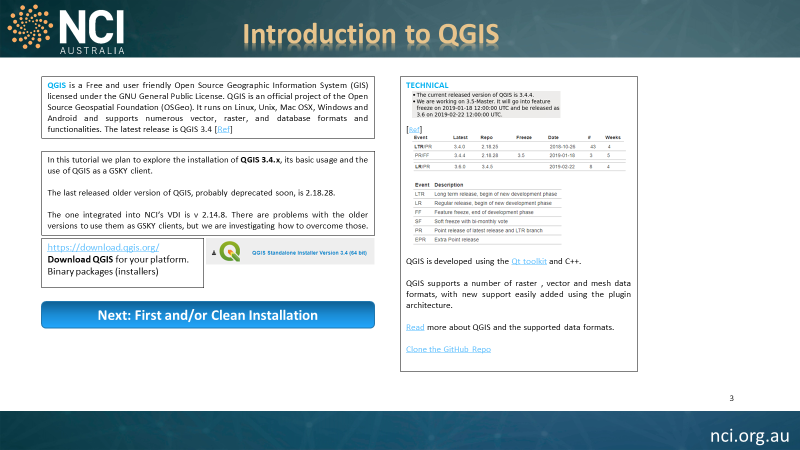 NCI
AUSTRALIA
Introduction to QGIS
QGIS is a Free and user friendly Open Source Geographic Information System (GIS)
licensed under the GNU General Public License. QGIS is an official project of the Open
Source Geospatial Foundation (OSGeo). It runs on Linux, Unix, Mac OSX, Windows and
Android and supports numerous vector, raster, and database formats and
functionalities. The latest release is QGIS 3.4 [Ref]
In this tutorial we plan to explore the installation of QGIS 3.4.x, its basic usage and the
use of QGIS as a GSKY client.
The last released older version of QGIS, probably deprecated soon, is 2.18.28.
The one integrated into NCI's VDI is v 2.14.8. There are problems with the older
versions to use them as GSKY clients, but we are investigating how to overcome those.
https://download.qgis.org/
Download QGIS for your platform.
Binary packages (installers)
QGIS Standalone Installer Version 3.4 (64 bit)
Next: First and/or Clean Installation
TECHNICAL
• The current released version of QGIS is 3.4.4.
• We are working on 3.5-Master. It will go into feature
freeze on 2019-01-18 12:00:00 UTC and be released as
3.6 on 2019-02-22 12:00:00 UTC.
[Ref]
Event Latest Repo Freeze Date # Weeks
LTR/PR 3.4.0 2.18.25 2018-10-26 43 4
PR/FF 3.4.4 2.18.28 3.5 2019-01-18 3 5
LR/PR 3.6.0 3.4.5 2019-02-22 8 4
Event Description
LTR Long term release, begin of new development phase
LR Regular release, begin of new development phase
FF Feature freeze, end of development phase
SF Soft freeze with bi-monthly vote
PR Point release of latest release and LTR branch
EPR Extra Point release
QGIS is developed using the Qt toolkit and C++.
QGIS supports a number of raster , vector and mesh data
formats, with new support easily added using the plugin
architecture.
Read more about QGIS and the supported data formats.
Clone the GitHub Repo
3
nci.org.au